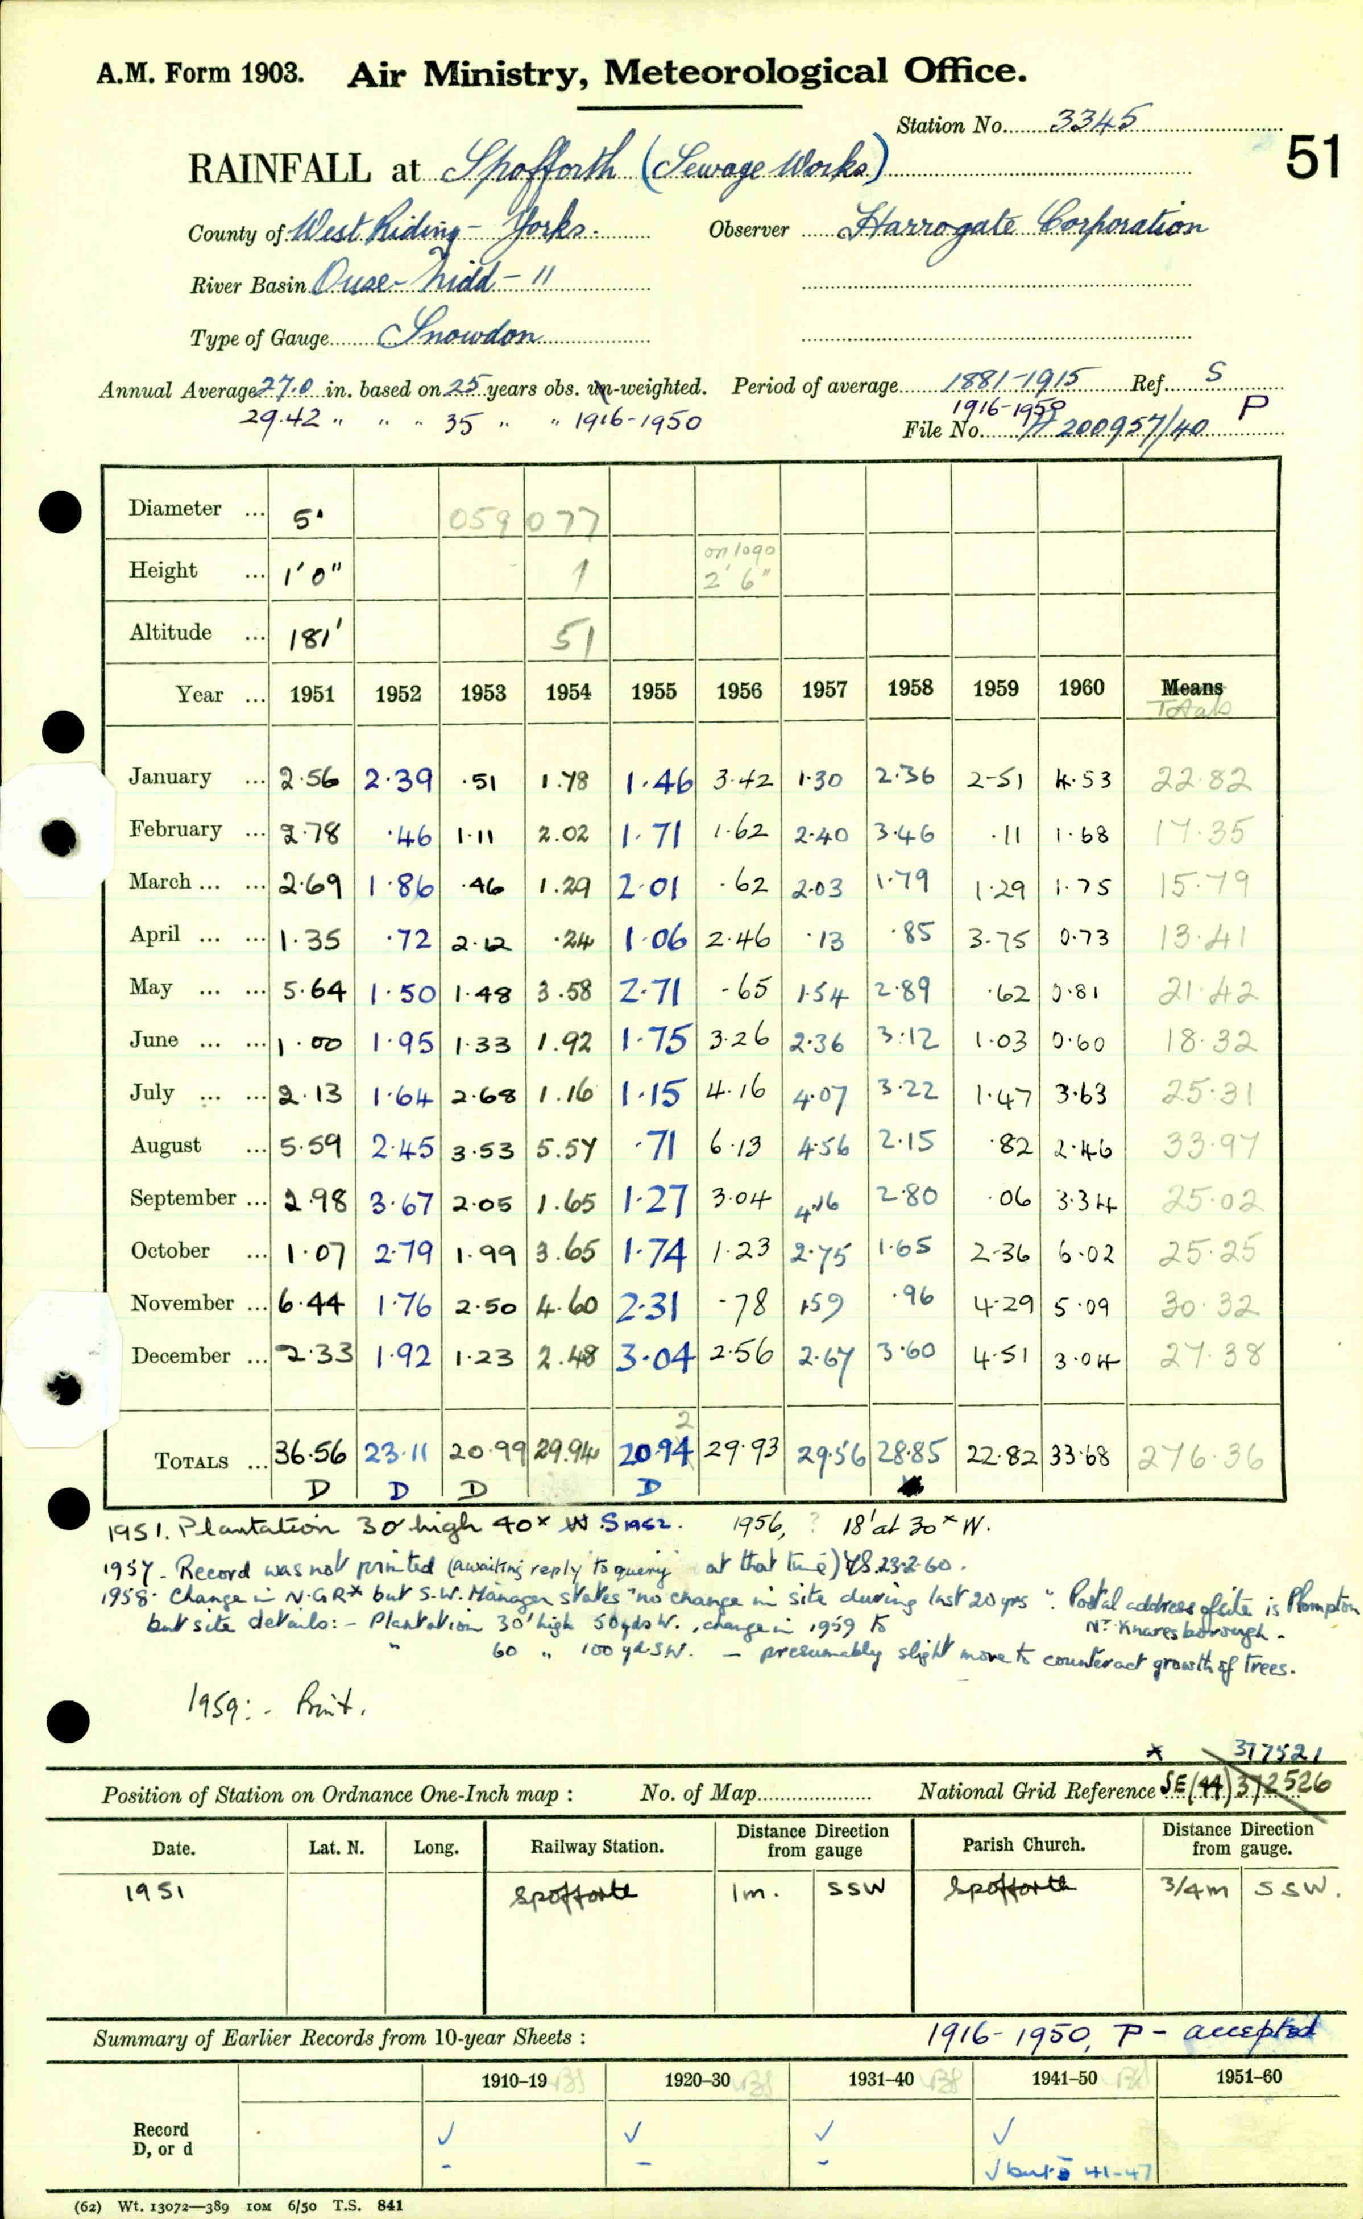 A.M. Form 1903. Air Ministry, Meteorological Office.
Station No. 3345
51
RAINFALL at Spofforth (Sewage Works)
County of West Riding - Yorks. Observer Harrogate Corporation
River Basin Ouse - Nidd - 11
Type of Gauge Snowdon
Annual Average 27.0 in. based on 25 years obs. un-weighted. Period of average 1881-1915 Ref. S
29.42 " " " 35 " " 1916-1950 1916-1950 P
File No. 200957/40
Diameter ... 5" 059 077
Height ... 1'0" 1 on 1090 2'6"
Altitude ... 181' 51
Year ... 1951 1952 1953 1954 1955 1956 1957 1958 1959 1960 Means Totals
January ... 2.56 2.39 .51 1.78 1.46 3.42 1.30 2.36 2.51 4.53 22.82
February ... 2.78 .46 1.11 2.02 1.71 1.62 2.40 3.46 .11 1.68 17.35
March ... ... 2.69 1.86 .46 1.29 2.01 .62 2.03 1.79 1.29 1.75 15.79
April ... ... 1.35 .72 2.12 .24 1.06 2.46 .13 .85 3.75 0.73 13.41
May ... ... 5.64 1.50 1.48 3.58 2.71 .65 1.54 2.89 .62 0.81 21.42
June ... ... 1.00 1.95 1.33 1.92 1.75 3.26 2.36 3.12 1.03 0.60 18.32
July ... ... 2.13 1.64 2.68 1.16 1.15 4.16 4.07 3.22 1.47 3.63 25.31
August ... 5.59 2.45 3.53 5.57 .71 6.13 4.56 2.15 .82 2.46 33.97
September ... 2.98 3.67 2.05 1.65 1.27 3.04 4.16 2.80 .06 3.34 25.02
October ... 1.07 2.79 1.99 3.65 1.74 1.23 2.75 1.65 2.36 6.02 25.25
November ... 6.44 1.76 2.50 4.60 2.31 .78 1.59 .96 4.29 5.09 30.32
December ... 2.33 1.92 1.23 2.48 3.04 2.56 2.67 3.60 4.51 3.04 27.38
2
TOTALS ... 36.56 23.11 20.99 29.94 20.94 29.93 29.56 28.85 22.82 33.68 276.36
D D D D
1951. Plantation 30' high 40x W. S 1952. 1956, ? 18' at 30x W.
1957 - Record was not printed (awaiting reply to query at that time) 23.2.60.
1958 - Change in N.G.R* but S.W. Manager states "no change in site during last 20 yrs". Postal address of site is Plompton
Nr Knaresborough.
but site details: - Plantation 30' high 50 yds W., change in 1959 to
" 60 " 100 yd SW. - presumably slight move to counteract growth of trees.
1959: - Print.
* 377521
Position of Station on Ordnance One-Inch map : No. of Map National Grid Reference SE (44) 372526
Date. Lat. N. Long. Railway Station. Distance from gauge Direction Parish Church. Distance from gauge. Direction
1951 Spofforth 1m. SSW Spofforth 3/4m SSW.
Summary of Earlier Records from 10-year Sheets : 1916-1950, P - accepted
1910–19 1920–30 1931–40 1941–50 1951–60
Record ✓ ✓ ✓ ✓
D, or d - - - 41-47
(62) Wt. 13072—389 10M 6/50 T.S. 841